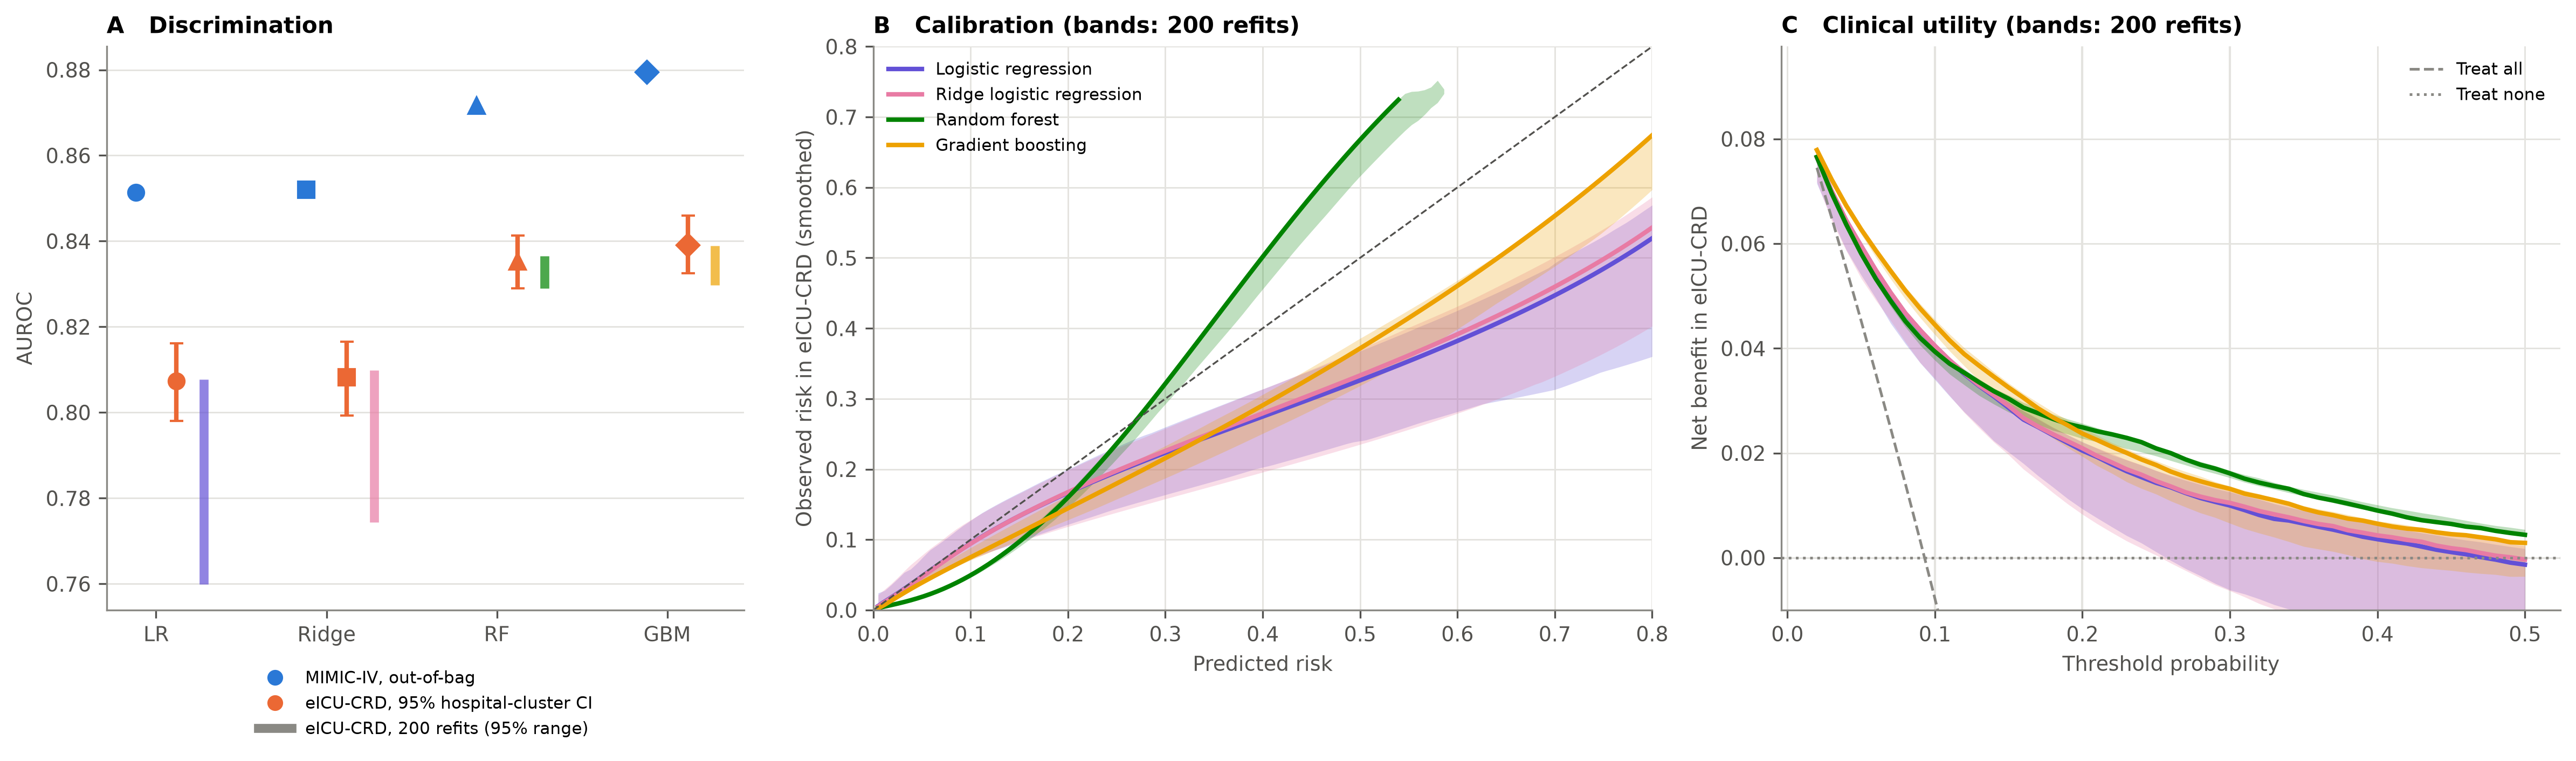 A Discrimination
AUROC
0.88
0.86
0.84
0.82
0.80
0.78
0.76
LR Ridge RF GBM
MIMIC-IV, out-of-bag
eICU-CRD, 95% hospital-cluster CI
eICU-CRD, 200 refits (95% range)
B Calibration (bands: 200 refits)
Observed risk in eICU-CRD (smoothed)
0.8
0.7
0.6
0.5
0.4
0.3
0.2
0.1
0.0
Logistic regression
Ridge logistic regression
Random forest
Gradient boosting
0.0 0.1 0.2 0.3 0.4 0.5 0.6 0.7 0.8
Predicted risk
C Clinical utility (bands: 200 refits)
Net benefit in eICU-CRD
0.08
0.06
0.04
0.02
0.00
Treat all
Treat none
0.0 0.1 0.2 0.3 0.4 0.5
Threshold probability